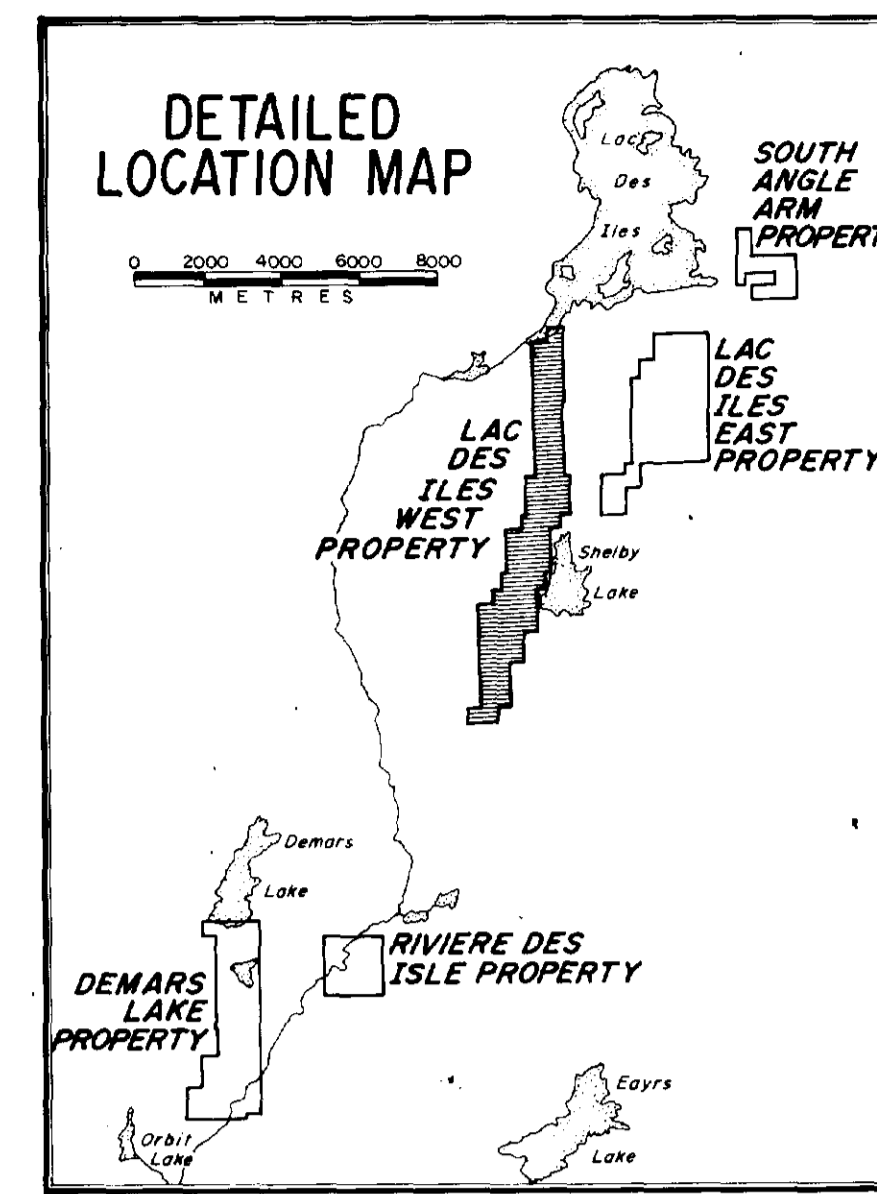 DETAILED
LOCATION MAP
0 2000 4000 6000 8000
METRES
Lac
Des
Iles
SOUTH
ANGLE
ARM
PROPERT
LAC
DES
ILES
EAST
PROPERTY
LAC
DES
ILES
WEST
PROPERTY
Shelby
Lake
Demars
Lake
RIVIERE DES
ISLE PROPERTY
DEMARS
LAKE
PROPERTY
Orbit
Lake
Eayrs
Lake